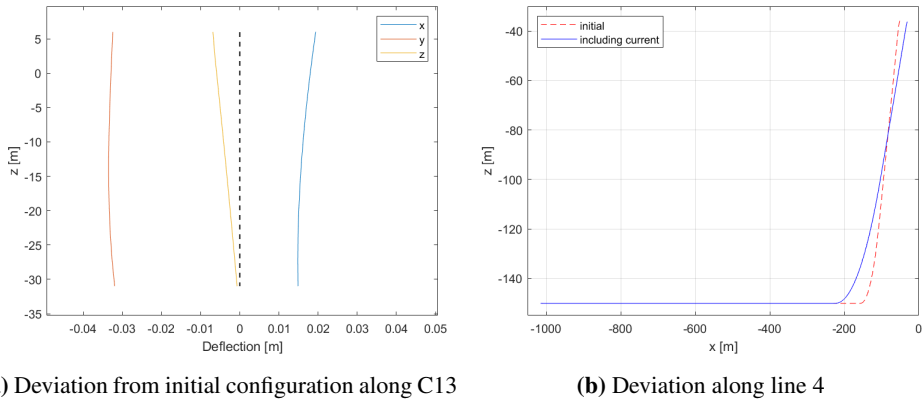 x
y
z
5
0
-5
-10
-15
-20
-25
-30
-35
z [m]
-0.04 -0.03 -0.02 -0.01 0 0.01 0.02 0.03 0.04 0.05
Deflection [m]
) Deviation from initial configuration along C13
initial
including current
-40
-60
-80
-100
-120
-140
z [m]
-1000 -800 -600 -400 -200 0
x [m]
(b) Deviation along line 4